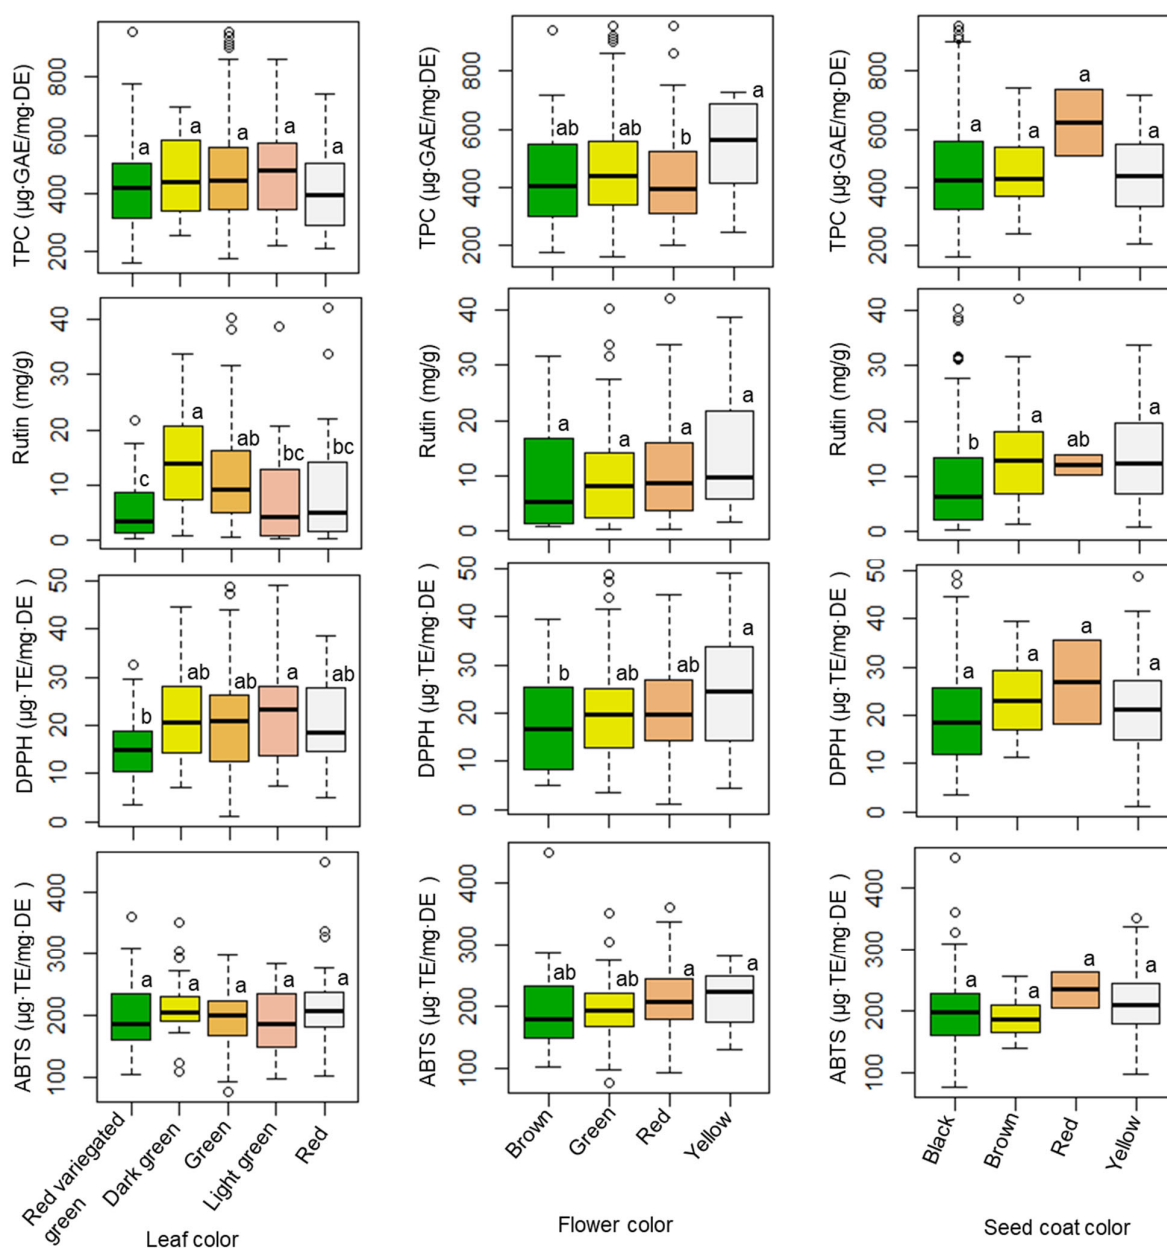 TPC (µg·GAE/mg·DE)
200 400 600 800
a a a a a
TPC (µg·GAE/mg·DE)
200 400 600 800
ab ab b a
TPC (µg·GAE/mg·DE)
200 400 600 800
a a a a
Rutin (mg/g)
0 10 20 30 40
c a ab bc bc
Rutin (mg/g)
0 10 20 30 40
a a a a
Rutin (mg/g)
0 10 20 30 40
b a ab a
DPPH (µg·TE/mg·DE )
0 10 20 30 40 50
b ab ab a ab
DPPH (µg·TE/mg·DE )
0 10 20 30 40 50
b ab ab a
DPPH (µg·TE/mg·DE )
0 10 20 30 40 50
a a a a
ABTS (µg·TE/mg·DE )
100 200 300 400
a a a a a
ABTS (µg·TE/mg·DE )
100 200 300 400
ab ab a a
ABTS (µg·TE/mg·DE )
100 200 300 400
a a a a
Red variegated
green
Dark green
Green
Light green
Red
Leaf color
Brown
Green
Red
Yellow
Flower color
Black
Brown
Red
Yellow
Seed coat color